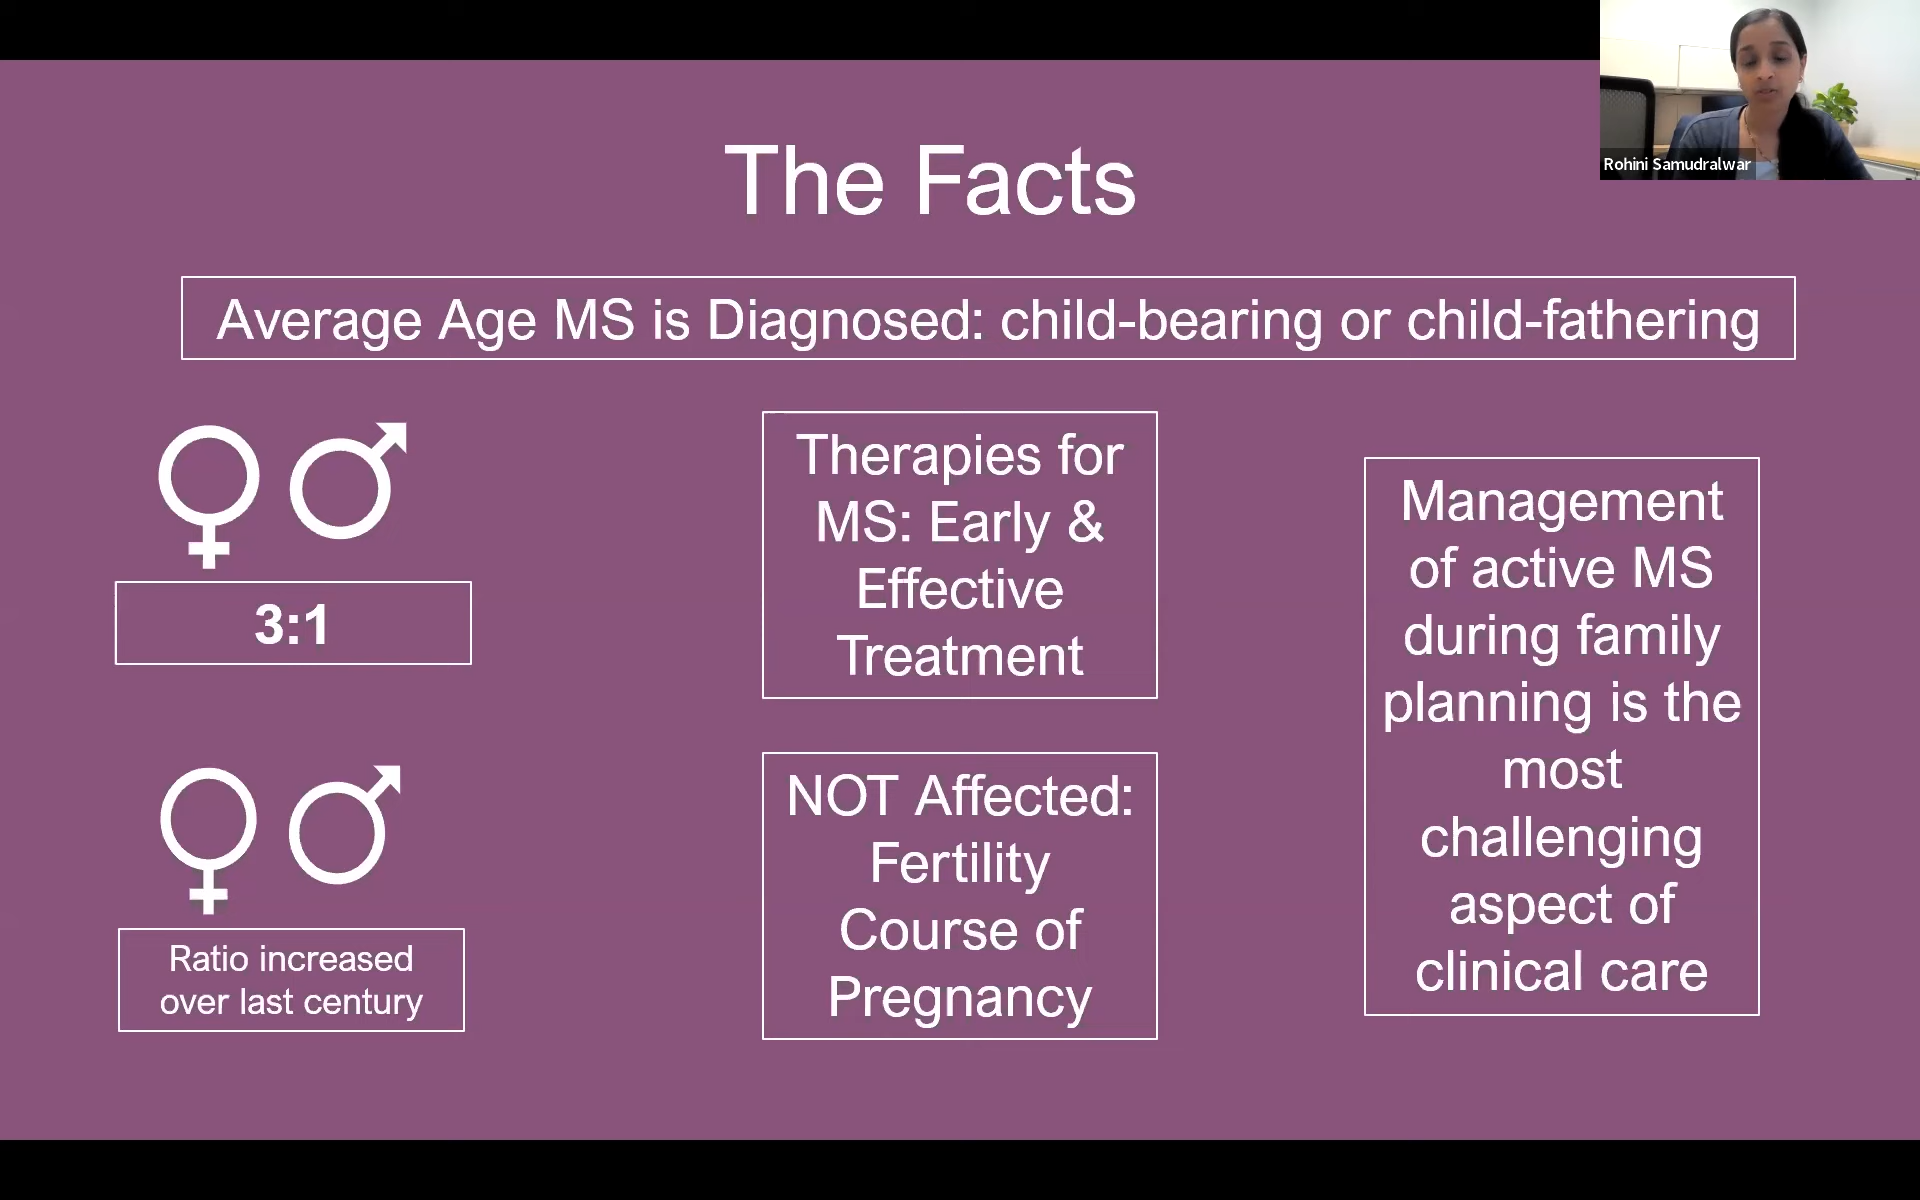 Rohini Samudralwar
The Facts
Average Age MS is Diagnosed: child-bearing or child-fathering
3:1
Ratio increased
over last century
Therapies for
MS: Early &
Effective
Treatment
NOT Affected:
Fertility
Course of
Pregnancy
Management
of active MS
during family
planning is the
most
challenging
aspect of
clinical care